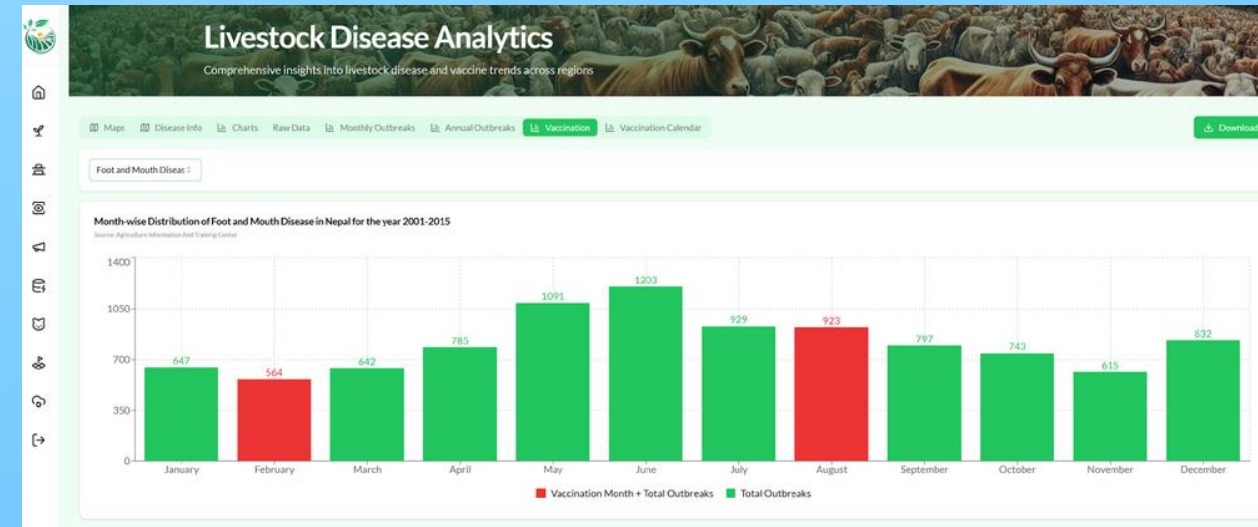 Livestock Disease Analytics
Comprehensive insights into livestock disease and vaccine trends across regions
Maps Disease Info Charts Raw Data Monthly Outbreaks Annual Outbreaks Vaccination Vaccination Calendar Download
Foot and Mouth Diseas
Month-wise Distribution of Foot and Mouth Disease in Nepal for the year 2001-2015
Source: Agriculture Information And Training Center
1400
1050
700
350
0
647
564
642
785
1091
1203
929
923
797
743
615
832
January February March April May June July August September October November December
Vaccination Month + Total Outbreaks Total Outbreaks